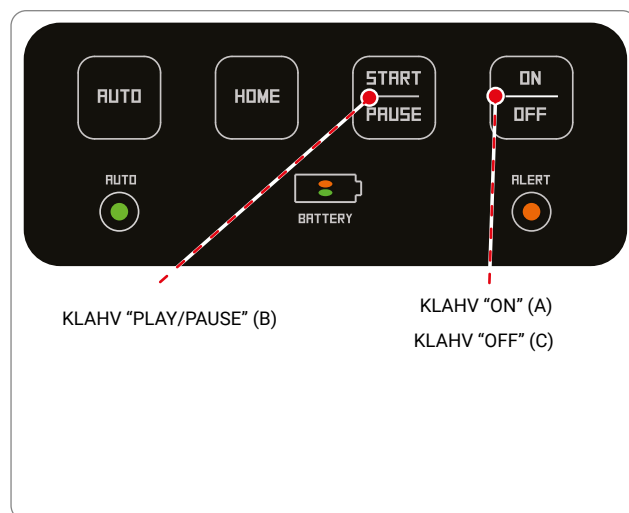 AUTO
HOME
START
PAUSE
ON
OFF
AUTO
BATTERY
ALERT
KLAHV “PLAY/PAUSE” (B)
KLAHV “ON” (A)
KLAHV “OFF” (C)